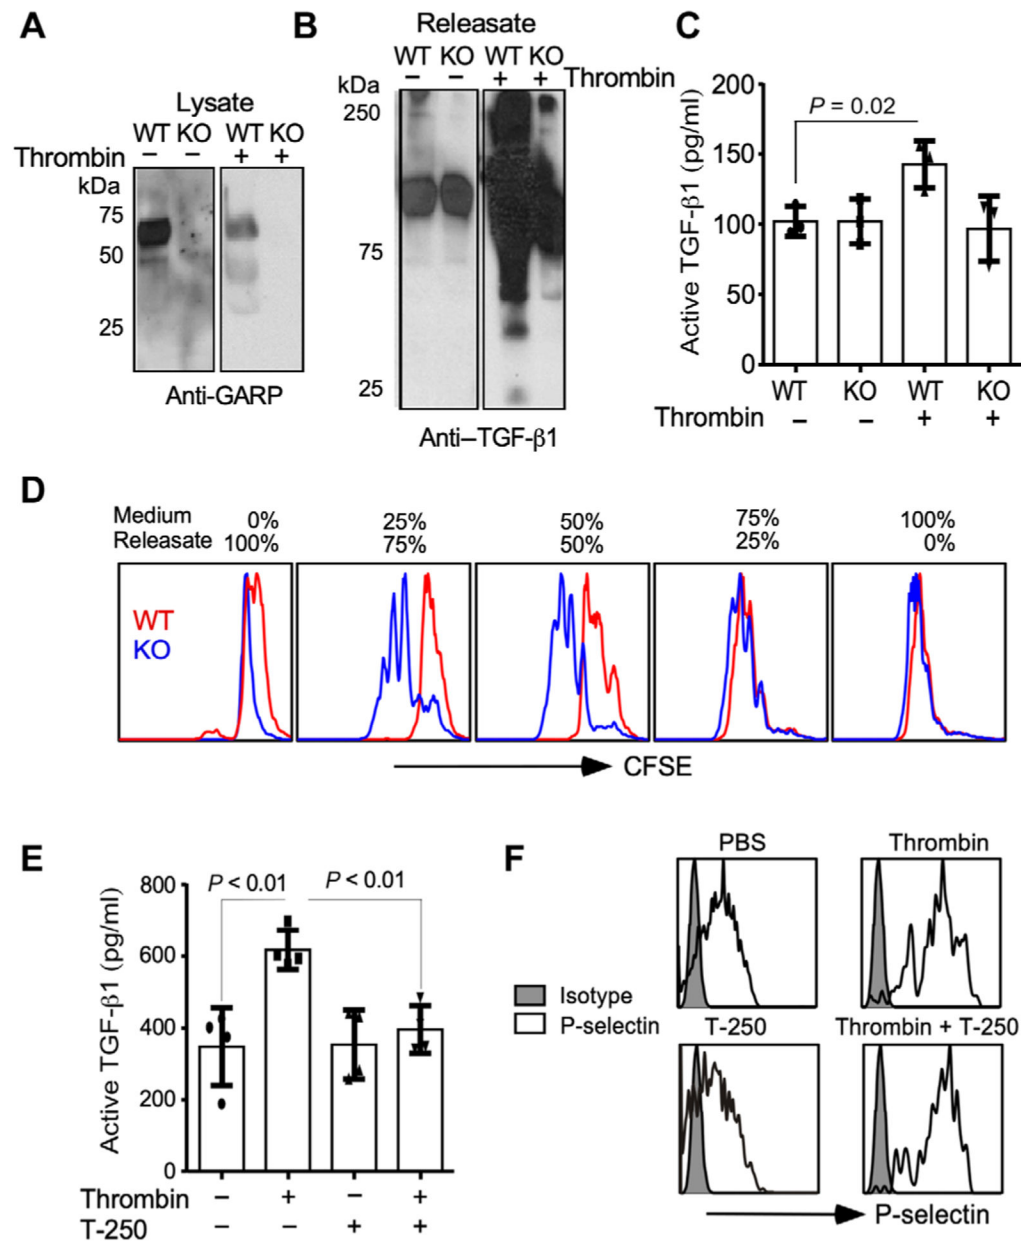 A
Lysate
WT KO WT KO
Thrombin – – + +
kDa
75
50
25
Anti-GARP
B
Releasate
WT KO WT KO
– – + + Thrombin
kDa
250
75
25
Anti–TGF-β1
C
Active TGF-β1 (pg/ml)
200
150
100
50
0
P = 0.02
WT KO WT KO
Thrombin – – + +
D
Medium 0% 25% 50% 75% 100%
Releasate 100% 75% 50% 25% 0%
WT
KO
CFSE
E
Active TGF-β1 (pg/ml)
800
600
400
200
0
P < 0.01 P < 0.01
Thrombin – + – +
T-250 – – + +
F
PBS Thrombin
Isotype
P-selectin
T-250 Thrombin + T-250
P-selectin